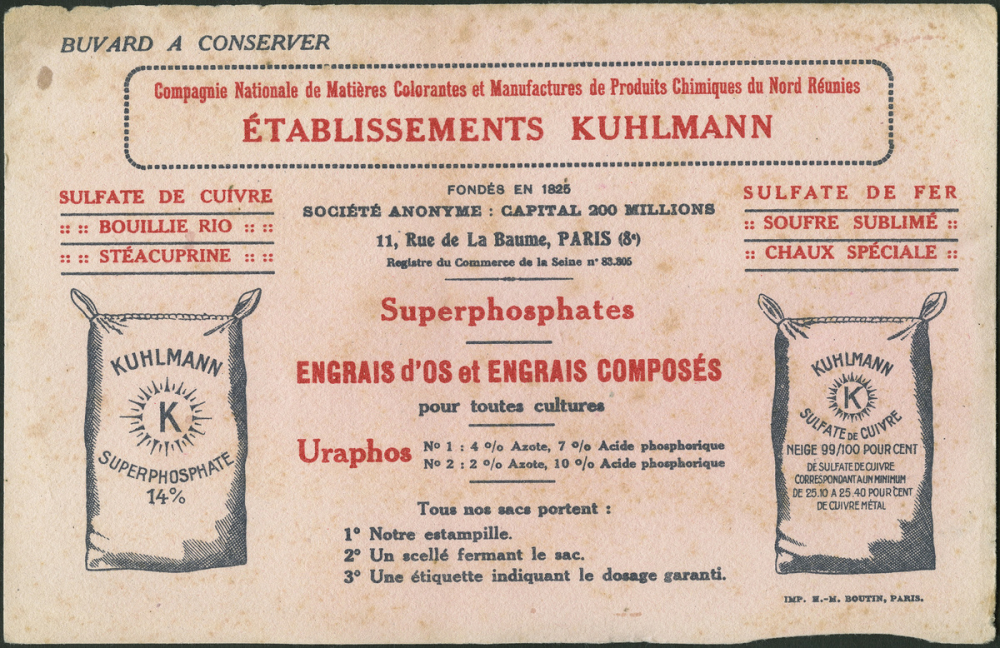 BUVARD A CONSERVER
Compagnie Nationale de Matières Colorantes et Manufactures de Produits Chimiques du Nord Réunies
ÉTABLISSEMENTS KUHLMANN
SULFATE DE CUIVRE
:: :: BOUILLIE RIO :: ::
:: :: STÉACUPRINE :: ::
FONDÉS EN 1825
SOCIÉTÉ ANONYME : CAPITAL 200 MILLIONS
11, Rue de La Baume, PARIS (8e)
Registre du Commerce de la Seine n° 83.805
SULFATE DE FER
:: SOUFRE SUBLIMÉ ::
:: CHAUX SPÉCIALE ::
Superphosphates
ENGRAIS d'OS et ENGRAIS COMPOSÉS
pour toutes cultures
Uraphos
No 1 : 4 o/o Azote, 7 o/o Acide phosphorique
No 2 : 2 o/o Azote, 10 o/o Acide phosphorique
Tous nos sacs portent :
1° Notre estampille.
2° Un scellé fermant le sac.
3° Une étiquette indiquant le dosage garanti.
KUHLMANN
K
SUPERPHOSPHATE
14%
KUHLMANN
K
SULFATE DE CUIVRE
NEIGE 99/100 POUR CENT
DE SULFATE DE CUIVRE
CORRESPONDANT A UN MINIMUM
DE 25.10 A 25.40 POUR CENT
DE CUIVRE MÉTAL
IMP. H.-M. BOUTIN, PARIS.